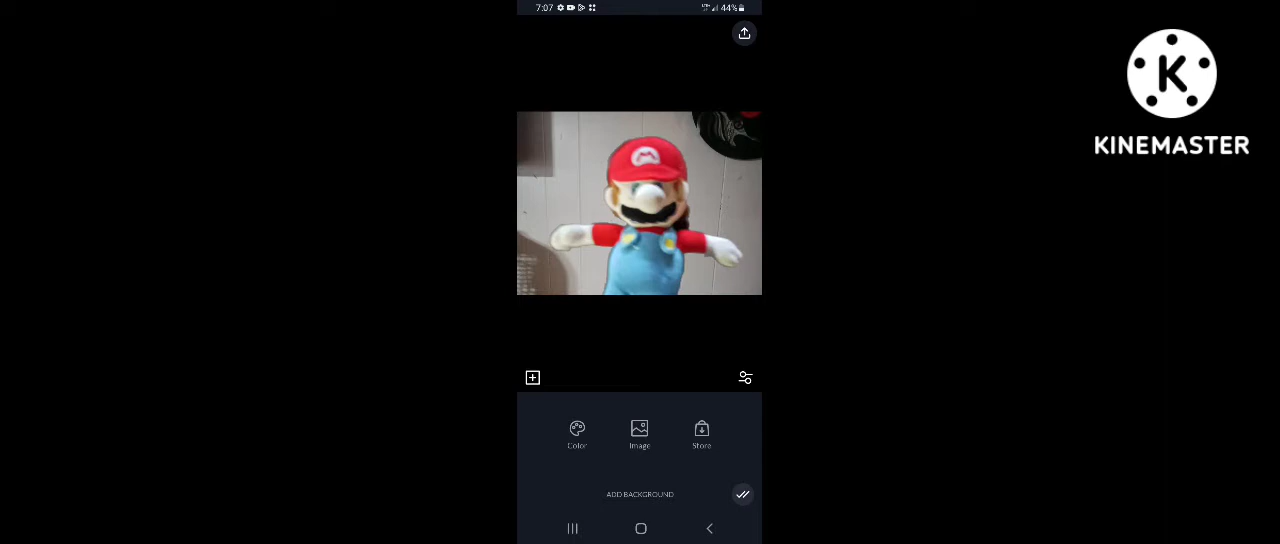 7:07
44%
K
KINEMASTER
M
Color
Image
Store
ADD BACKGROUND